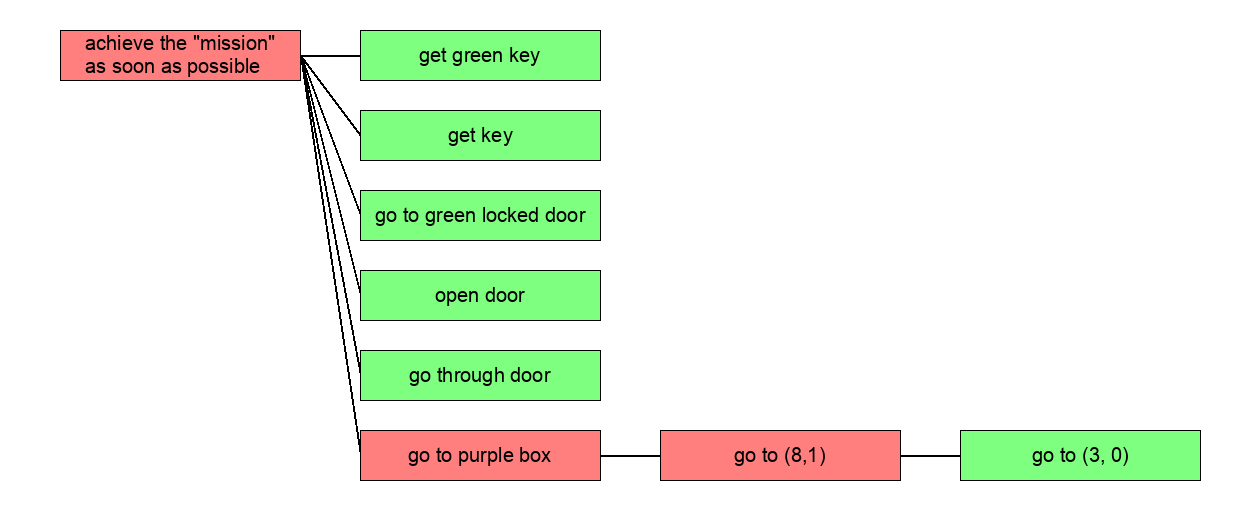 achieve the "mission"
as soon as possible
get green key
get key
go to green locked door
open door
go through door
go to purple box
go to (8,1)
go to (3, 0)